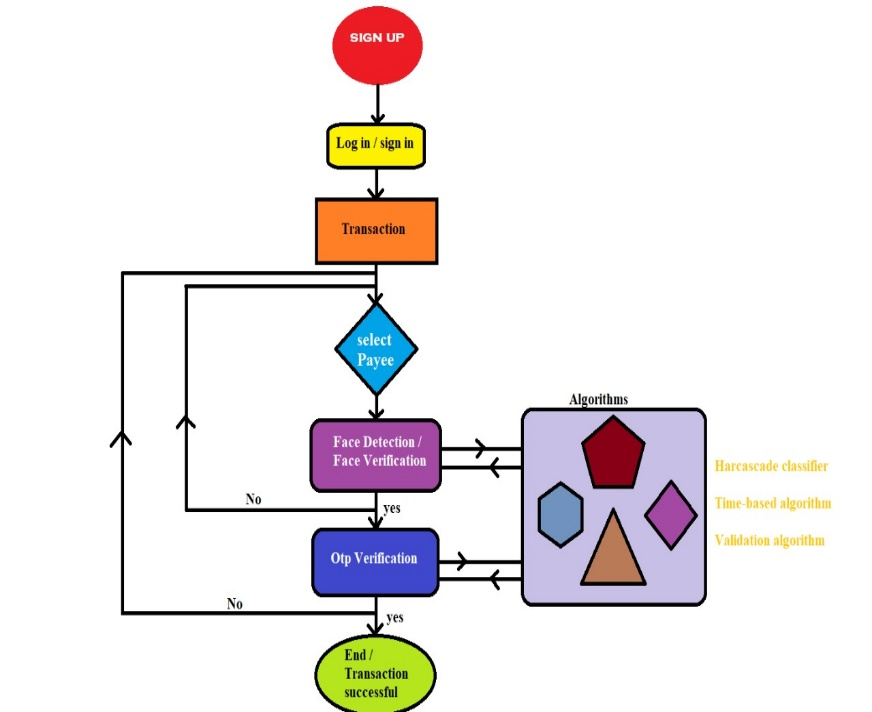 SIGN UP
Log in / sign in
Transaction
select
Payee
Algorithms
Face Detection /
Face Verification
Harcascade classifier
Time-based algorithm
Validation algorithm
No
yes
Otp Verification
No
yes
End /
Transaction
successful